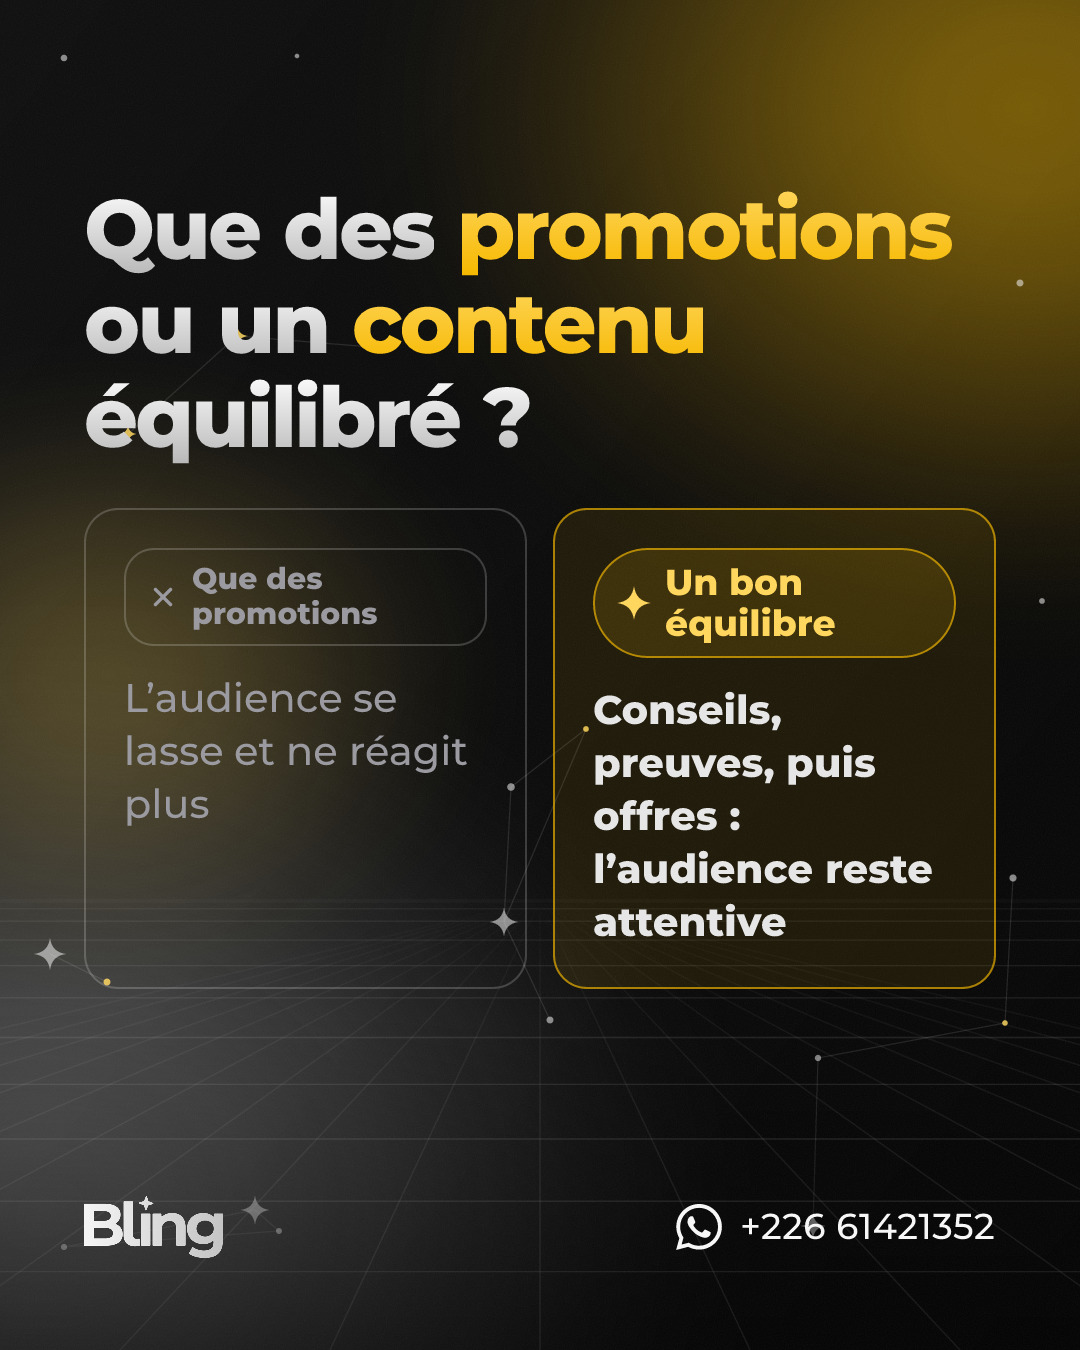 Que des promotions
ou un contenu
équilibré ?
Que des
promotions
L’audience se
lasse et ne réagit
plus
Un bon
équilibre
Conseils,
preuves, puis
offres :
l’audience reste
attentive
Bling
+226 61421352